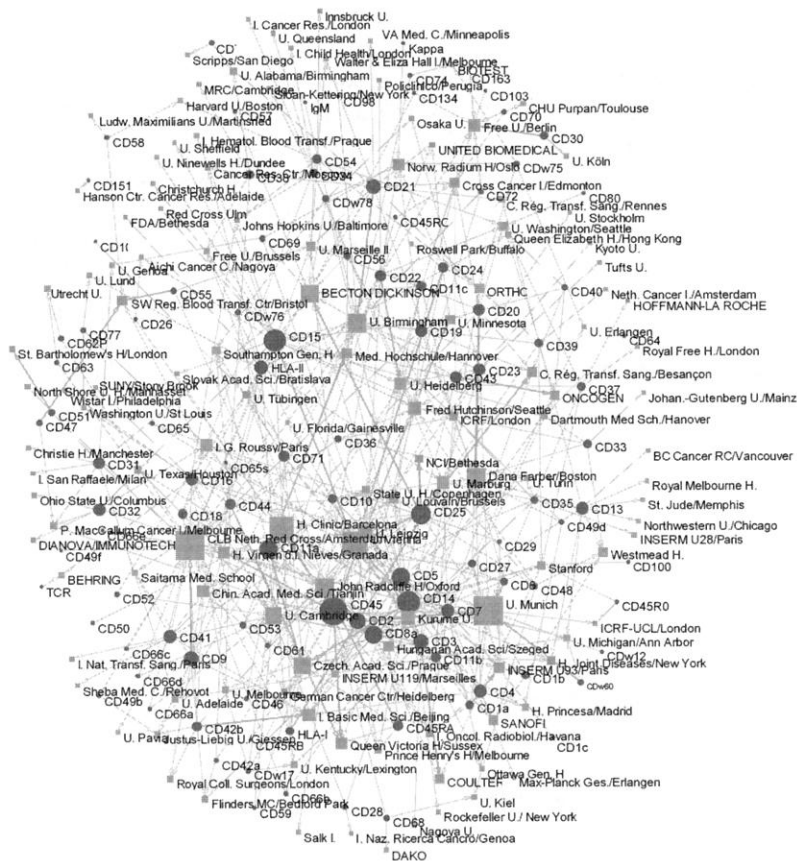 Innsbruck U.
I. Cancer Res./London
U. Queensland
VA Med. C./Minneapolis
CD
I. Child Health/London
Kappa
Scripps/San Diego
Walter & Eliza Hall I./Melbourne
BIOTEST
U. Alabama/Birmingham
Policlinico/Perugia
CD74
CD163
MRC/Cambridge
Sloan-Kettering/New York
CD134
CD103
Harvard U./Boston
IgM
CD98
CHU Purpan/Toulouse
Ludw. Maximilians U./Martinsried
CD57
Osaka U.
CD70
Free U./Berlin
CD58
I. Hematol. Blood Transf./Prague
CD30
U. Sheffield
UNITED BIOMEDICAL
U. Ninewells H./Dundee
CD54
Norw. Radium H/Oslo
CDw75
U. Köln
Cancer Res. Ctr./Moscow
CD38
CD34
CD151
Christchurch H.
CD21
Cross Cancer I./Edmonton
Hanson Ctr. Cancer Res./Adelaide
CDw78
CD72
CD80
C. Rég. Transf. Sang./Rennes
Red Cross Ulm
CD45RC
U. Stockholm
FDA/Bethesda
Johns Hopkins U./Baltimore
U. Washington/Seattle
CD10
CD69
Roswell Park/Buffalo
Queen Elizabeth H./Hong Kong
Free U./Brussels
U. Marseille II
Kyoto U.
Aichi Cancer C./Nagoya
CD56
CD24
Tufts U.
U. Genoa
U. Lund
CD22
CD11c
Utrecht U.
CD55
BECTON DICKINSON
ORTHC
CD40
Neth. Cancer I./Amsterdam
SW Reg. Blood Transf. Ctr/Bristol
CD20
HOFFMANN-LA ROCHE
CD26
CDw76
U. Birmingham
U. Minnesota
CD77
CD62P
CD15
CD19
U. Erlangen
CD39
CD64
St. Bartholomew's H/London
Southampton Gen. H
Med. Hochschule/Hannover
Royal Free H./London
CD63
HLA-II
CD23
C. Rég. Transf. Sang./Besançon
Slovak Acad. Sci./Bratislava
CD43
SUNY/Stony Brook
U. Heidelberg
CD37
North Shore U. H/Manhasset
U. Tübingen
ONCOGEN
Johan.-Gutenberg U./Mainz
Wistar I./Philadelphia
Fred Hutchinson/Seattle
CD51
Washington U./St Louis
ICRF/London
Dartmouth Med Sch./Hanover
CD47
CD65
U. Florida/Gainesville
Christie H./Manchester
I.G. Roussy/Paris
CD36
CD33
BC Cancer RC/Vancouver
CD31
CD71
NCI/Bethesda
U. Texas/Houston
CD65s
Dana Farber/Boston
U. Turin
Royal Melbourne H.
I. San Raffaele/Milan
CD16
U. Marburg
Ohio State U./Columbus
CD44
CD10
State U. H./Copenhagen
CD35
CD13
St. Jude/Memphis
CD32
CD18
U. Louvain/Brussels
CD25
CD49d
Northwestern U./Chicago
P. MacCallum Cancer I./Melbourne
H. Clinic/Barcelona
U. Leipzig
INSERM U28/Paris
CD66e
CLB Neth. Red Cross/Amsterdam
CD29
DIANOVA/IMMUNOTECH
CD11a
Westmead H.
CD49f
H. Virgen d.l. Nieves/Granada
CD27
Stanford
CD100
BEHRING
Saitama Med. School
CD5
TCR
Chin. Acad. Med. Sci./Tianjin
John Radcliffe H/Oxford
CD48
CD52
CD45
CD14
CD7
U. Munich
CD45R0
U. Cambridge
CD2
Kurume U.
CD50
CD53
CD8a
CD3
ICRF-UCL/London
CD41
Hungarian Acad. Sci/Szeged
U. Michigan/Ann Arbor
CD66c
CD61
CD11b
CDw12
I. Nat. Transf. Sang./Paris
CD9
Czech. Acad. Sci./Prague
INSERM U93/Paris
H. Joint Diseases/New York
CD66d
INSERM U119/Marseilles
CD1b
CDw60
Sheba Med. C./Rehovot
U. Melbourne
CD4
CD49b
U. Adelaide
CD46
German Cancer Ctr/Heidelberg
H. Princesa/Madrid
CD66a
CD1a
I. Basic Med. Sci./Beijing
SANOFI
U. Pavia
CD42b
HLA-I
CD45RA
Justus-Liebig U./Giessen
CD45RB
Queen Victoria H/Sussex
I. Oncol. Radiobiol./Havana
CD1c
Prince Henry's H/Melbourne
CD42a
Ottawa Gen. H
CDw17
U. Kentucky/Lexington
COULTER
Max-Planck Ges./Erlangen
Royal Coll. Surgeons/London
CD66b
U. Kiel
Flinders MC/Bedford Park
CD59
CD28
CD68
Rockefeller U./ New York
Nagoya U.
Salk I.
I. Naz. Ricerca Cancro/Genoa
DAKO